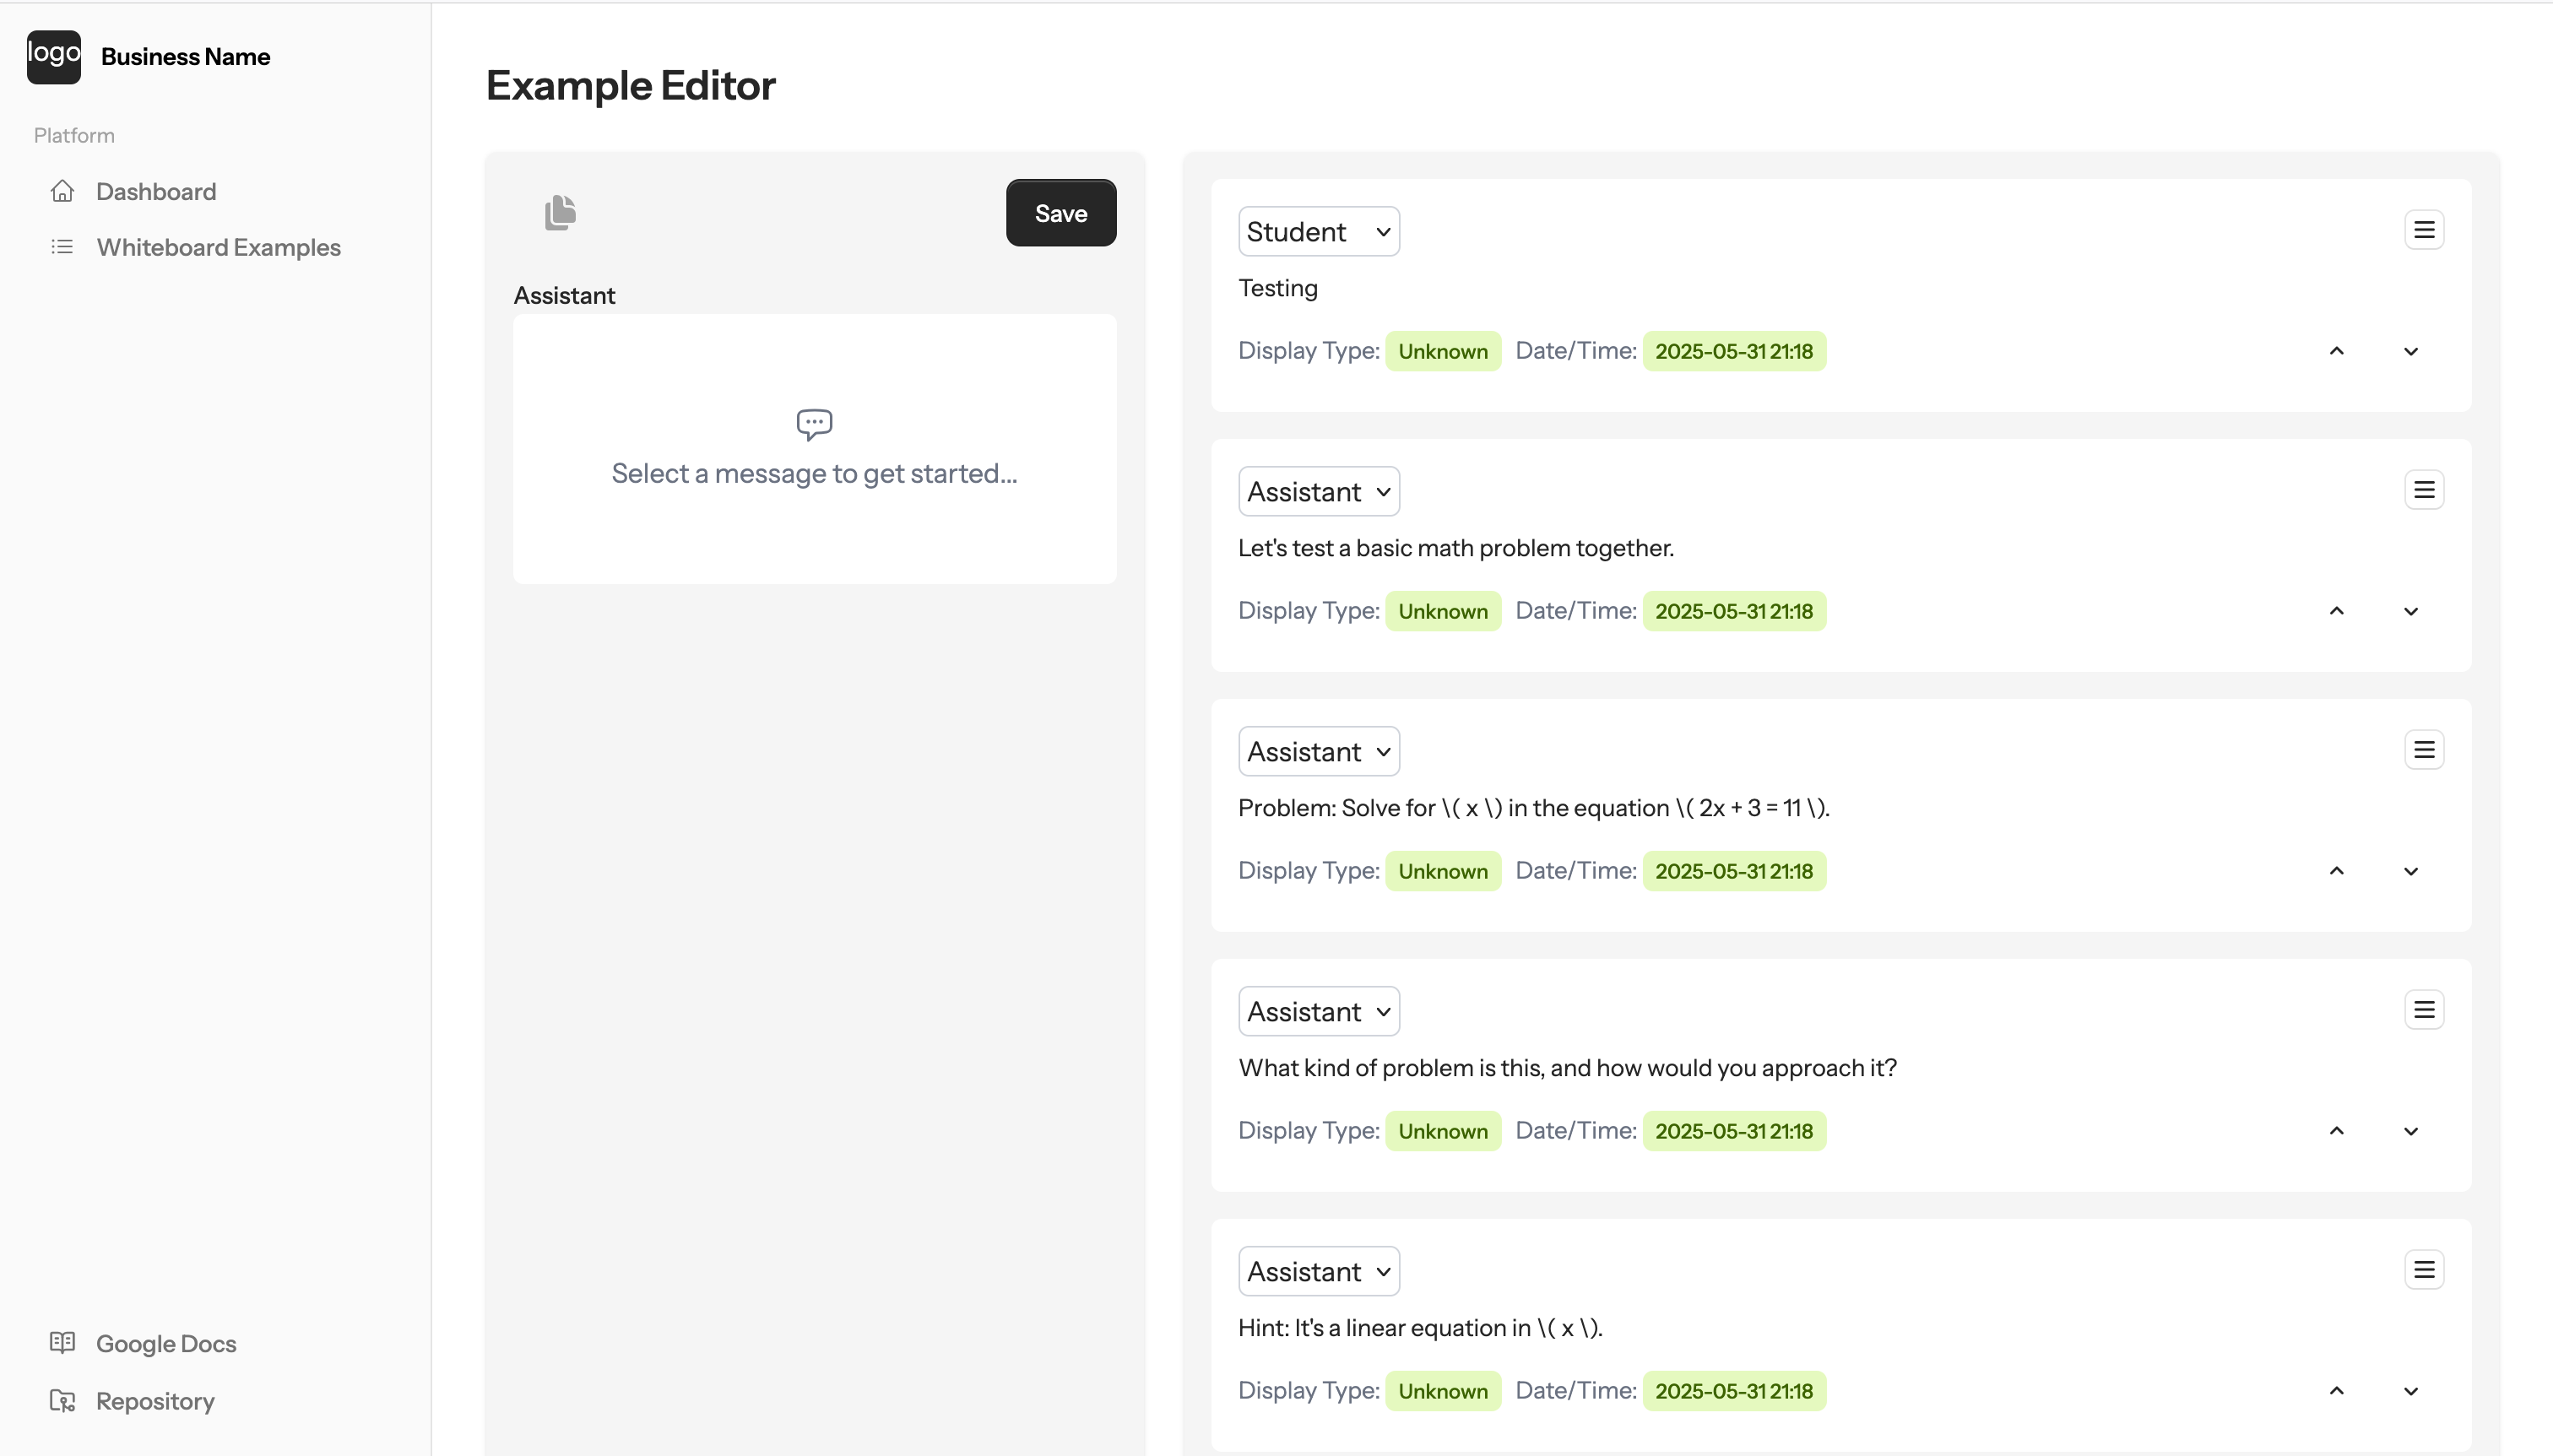 logo
Business Name
Platform
Dashboard
Whiteboard Examples
Google Docs
Repository
Example Editor
Save
Assistant
Select a message to get started...
Student
Testing
Display Type: Unknown Date/Time: 2025-05-31 21:18
Assistant
Let's test a basic math problem together.
Display Type: Unknown Date/Time: 2025-05-31 21:18
Assistant
Problem: Solve for \( x \) in the equation \( 2x + 3 = 11 \).
Display Type: Unknown Date/Time: 2025-05-31 21:18
Assistant
What kind of problem is this, and how would you approach it?
Display Type: Unknown Date/Time: 2025-05-31 21:18
Assistant
Hint: It's a linear equation in \( x \).
Display Type: Unknown Date/Time: 2025-05-31 21:18